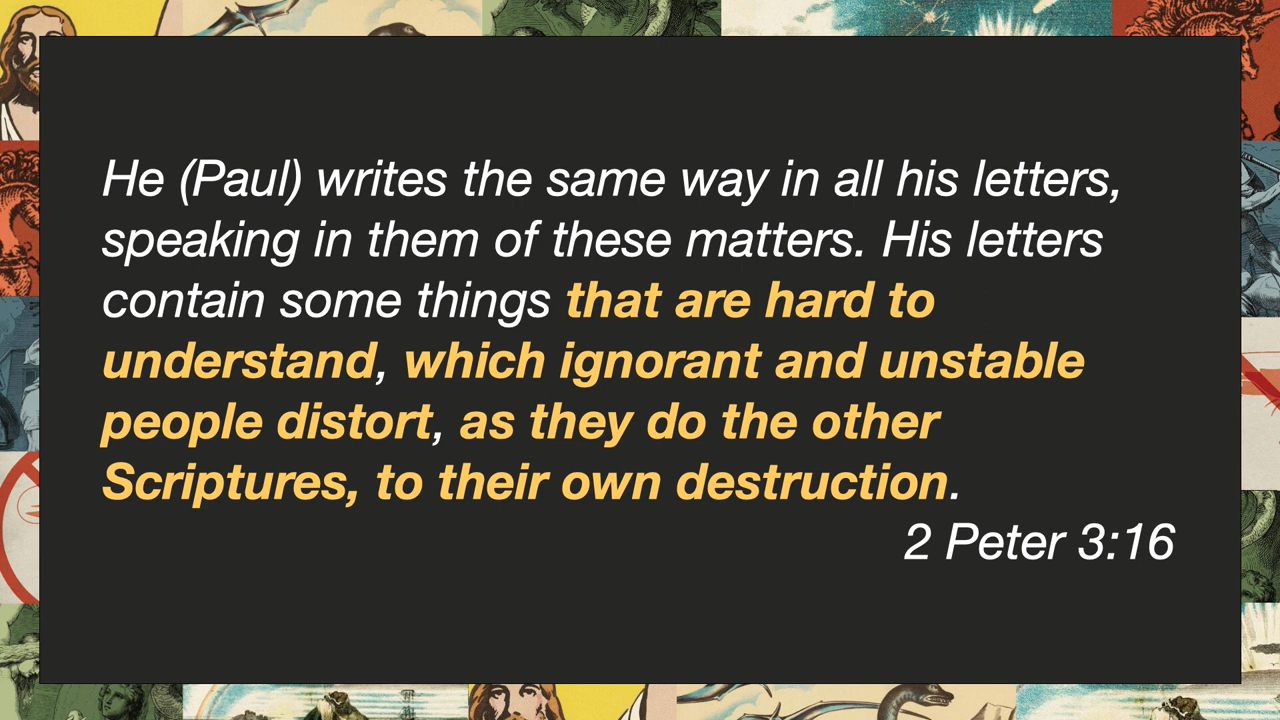 He (Paul) writes the same way in all his letters,
speaking in them of these matters. His letters
contain some things that are hard to
understand, which ignorant and unstable
people distort, as they do the other
Scriptures, to their own destruction.
2 Peter 3:16